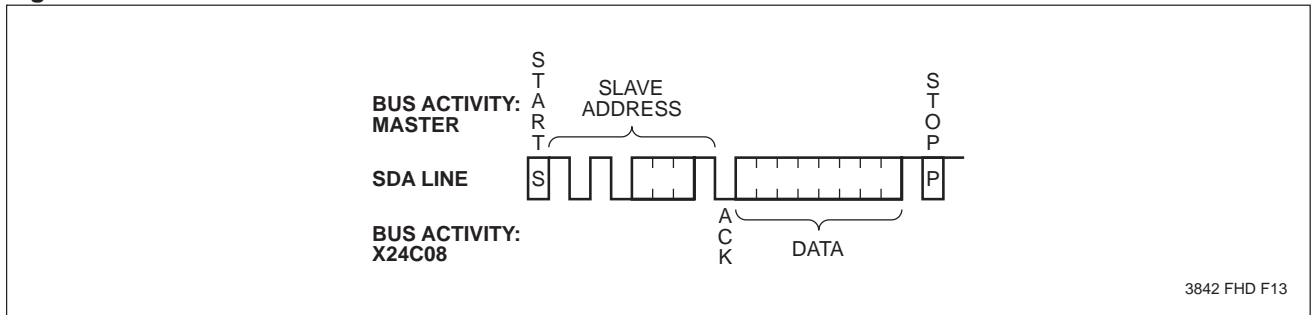 START
SLAVE
ADDRESS
STOP
BUS ACTIVITY:
MASTER
SDA LINE
S
P
BUS ACTIVITY:
X24C08
ACK
DATA
3842 FHD F13